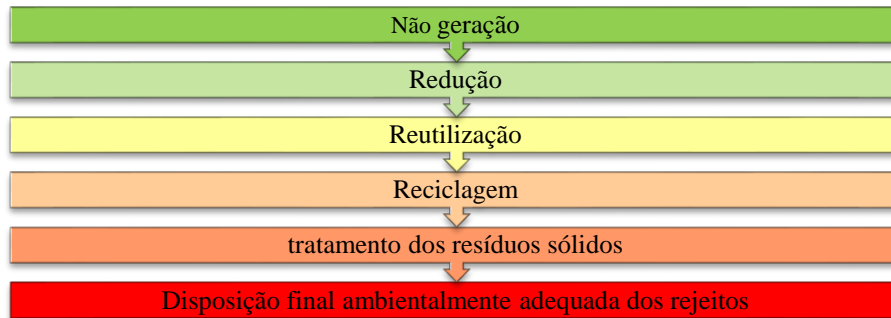 Não geração
Redução
Reutilização
Reciclagem
tratamento dos resíduos sólidos
Disposição final ambientalmente adequada dos rejeitos